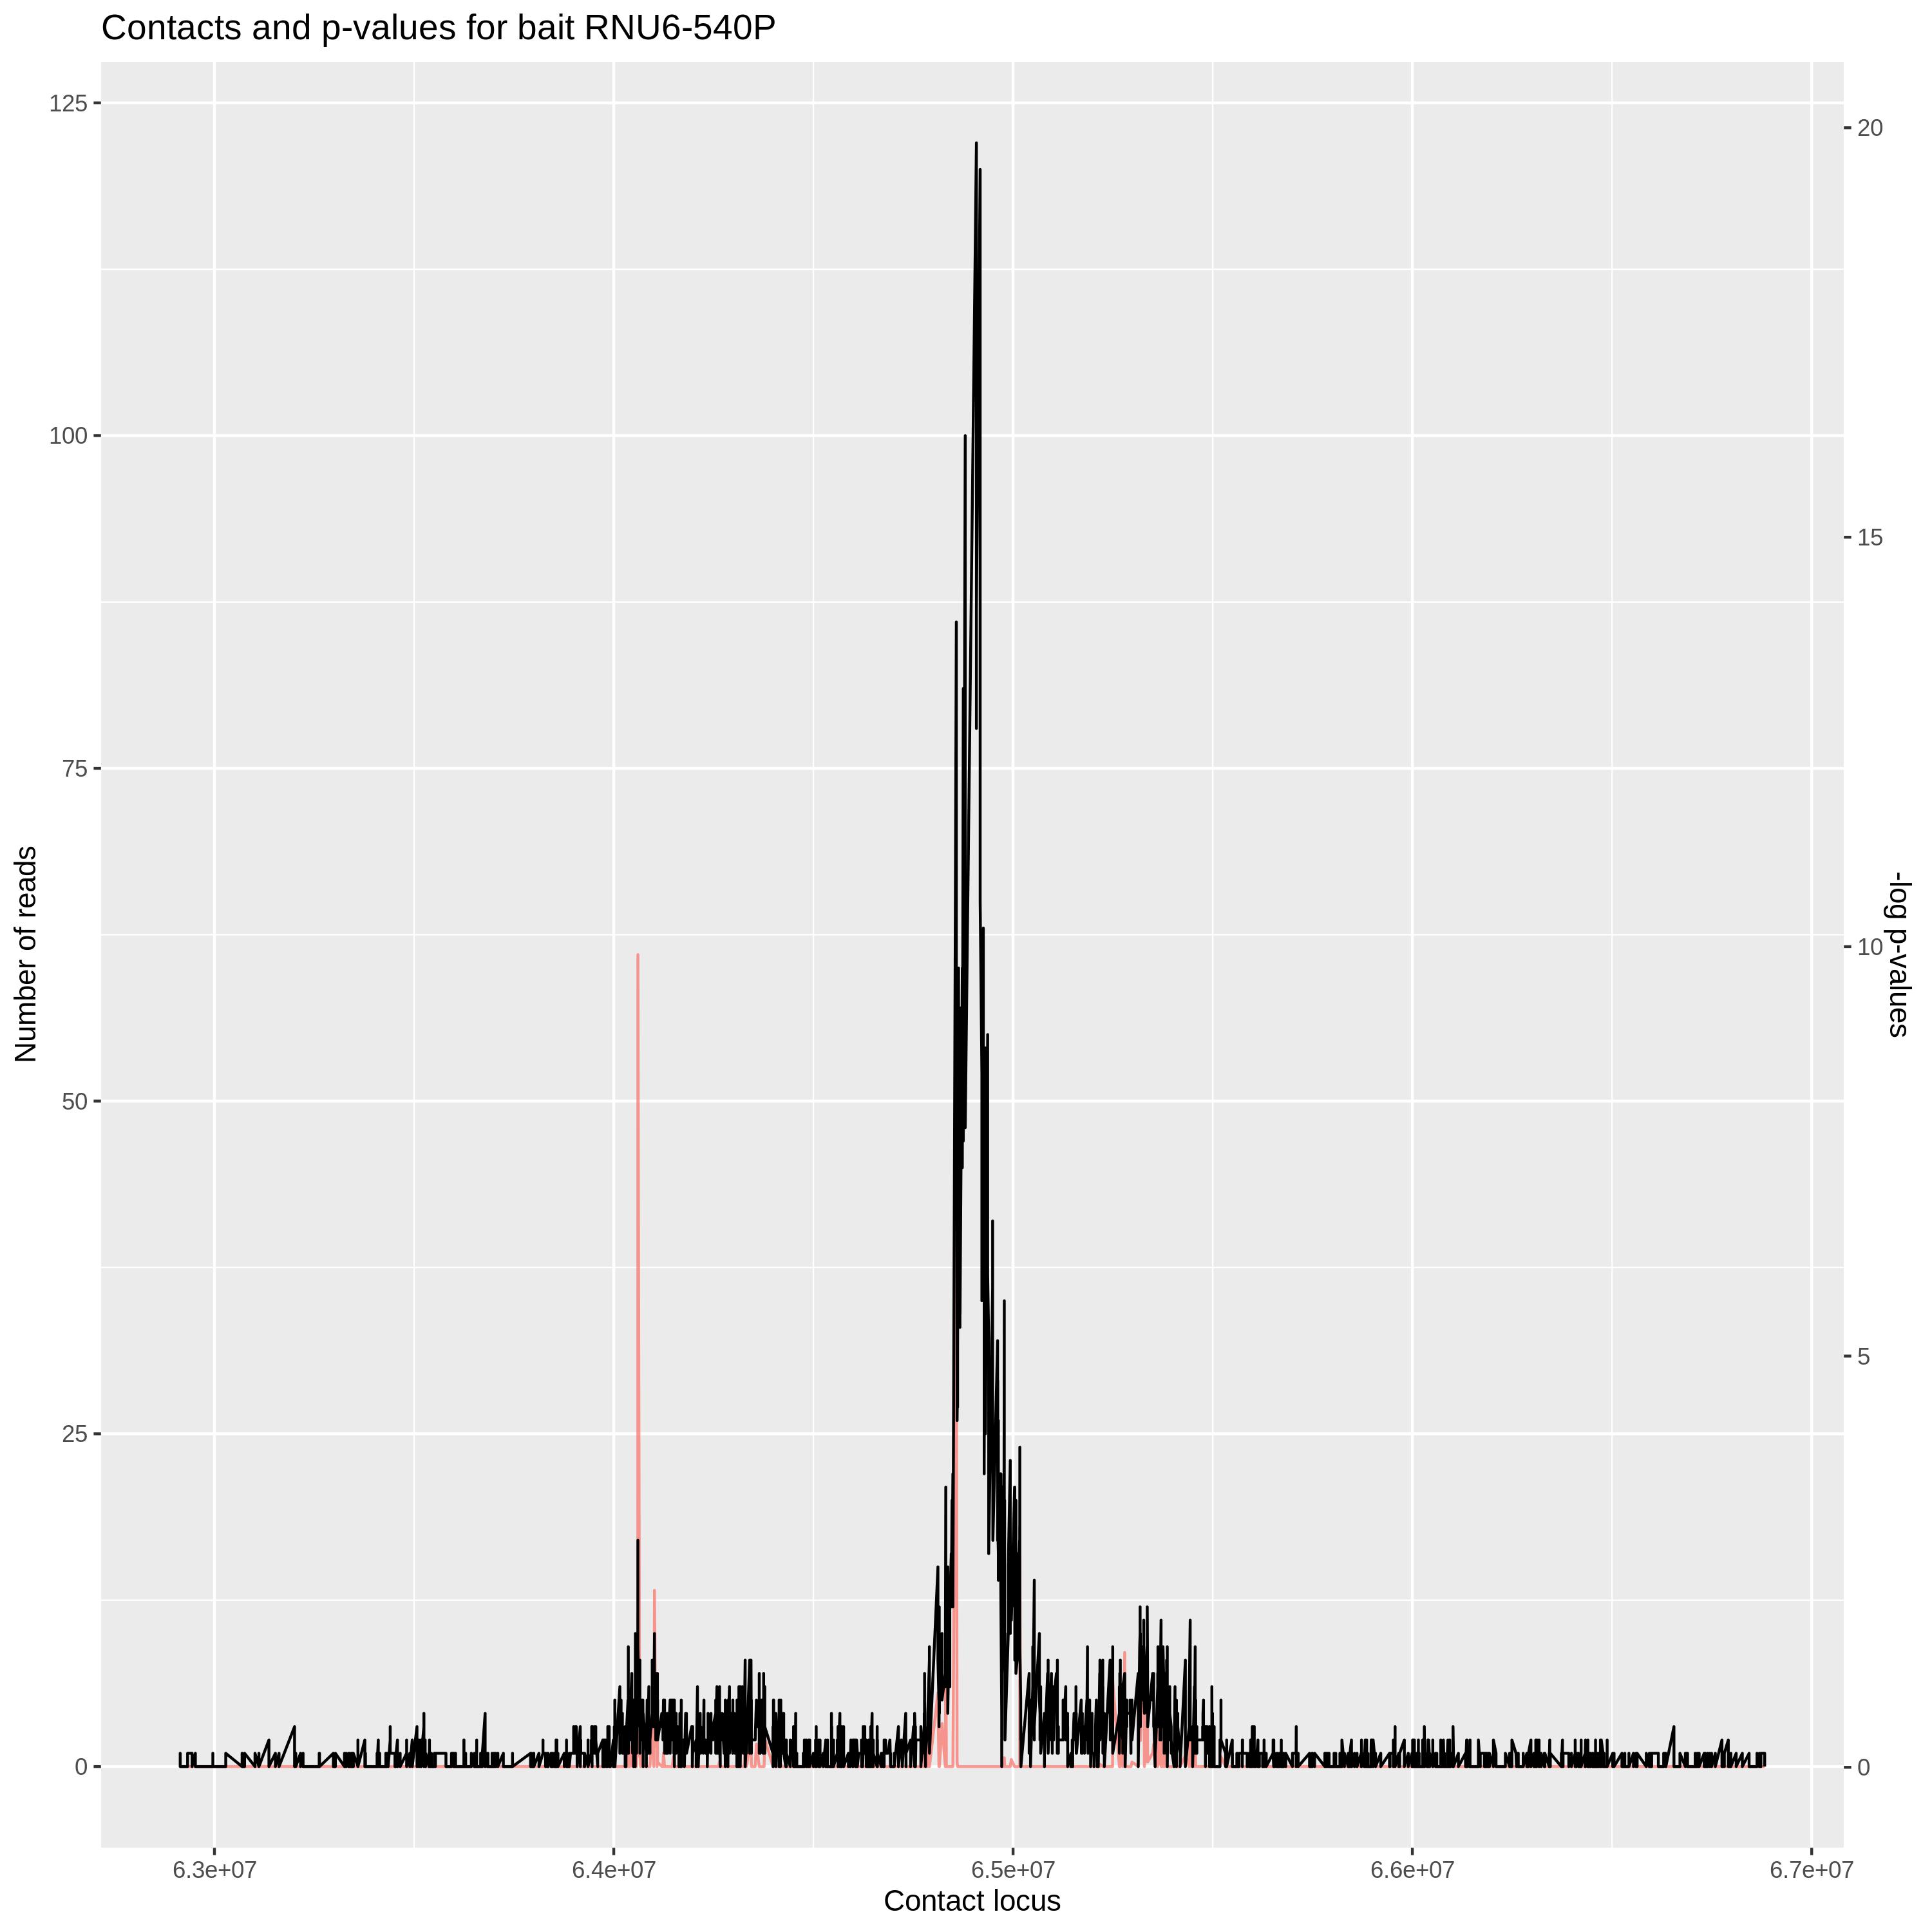 Contacts and p-values for bait RNU6-540P
125
100
75
50
25
0
Number of reads
20
15
10
5
0
-log p-values
6.3e+07
6.4e+07
6.5e+07
6.6e+07
6.7e+07
Contact locus